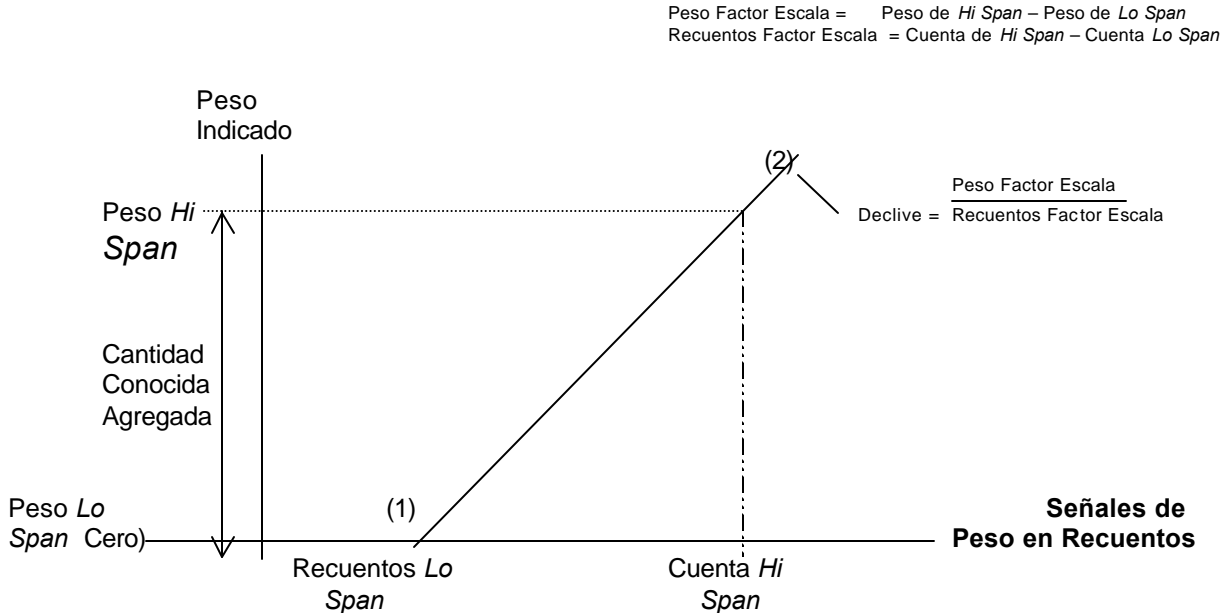 Peso Factor Escala = Peso de Hi Span – Peso de Lo Span
Recuentos Factor Escala = Cuenta de Hi Span – Cuenta Lo Span
Peso
Indicado
(2)
Peso Factor Escala
Declive = Recuentos Factor Escala
Peso Hi
Span
Cantidad
Conocida
Agregada
Peso Lo
Span Cero)
(1)
Señales de
Peso en Recuentos
Recuentos Lo
Span
Cuenta Hi
Span